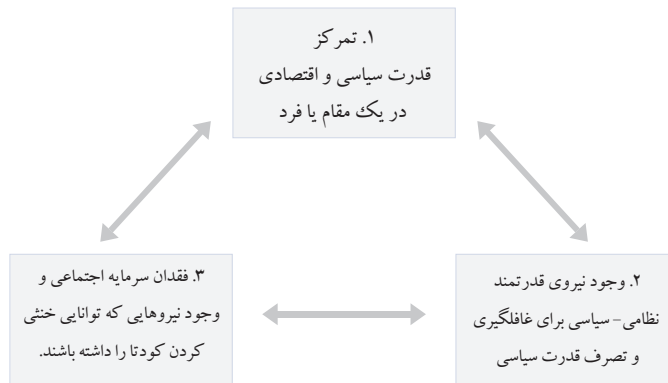 ۱. تمرکز
قدرت سیاسی و اقتصادی
در یک مقام یا فرد
۲. وجود نیروی قدرتمند
نظامی- سیاسی برای غافلگیری
و تصرف قدرت سیاسی
۳. فقدان سرمایه اجتماعی و
وجود نیروهایی که توانایی خنثی
کردن کودتا را داشته باشند.